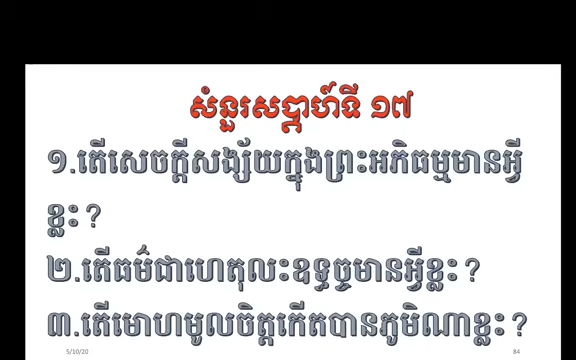 សំនួរសប្តាហ៍ទី ១៧
១.តើសេចក្តីសង្ស័យក្នុងព្រះអភិធម្មមានអ្វី
ខ្លះ?
២.តើធម៌ជាហេតុលះឧទ្ធច្ចមានអ្វីខ្លះ?
៣.តើមោហមូលចិត្តកើតបានភូមិណាខ្លះ?
5/10/20
84